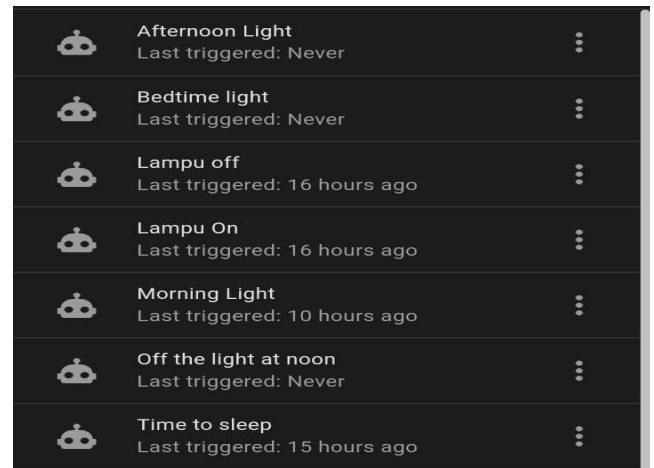 Afternoon Light
Last triggered: Never
Bedtime light
Last triggered: Never
Lampu off
Last triggered: 16 hours ago
Lampu On
Last triggered: 16 hours ago
Morning Light
Last triggered: 10 hours ago
Off the light at noon
Last triggered: Never
Time to sleep
Last triggered: 15 hours ago